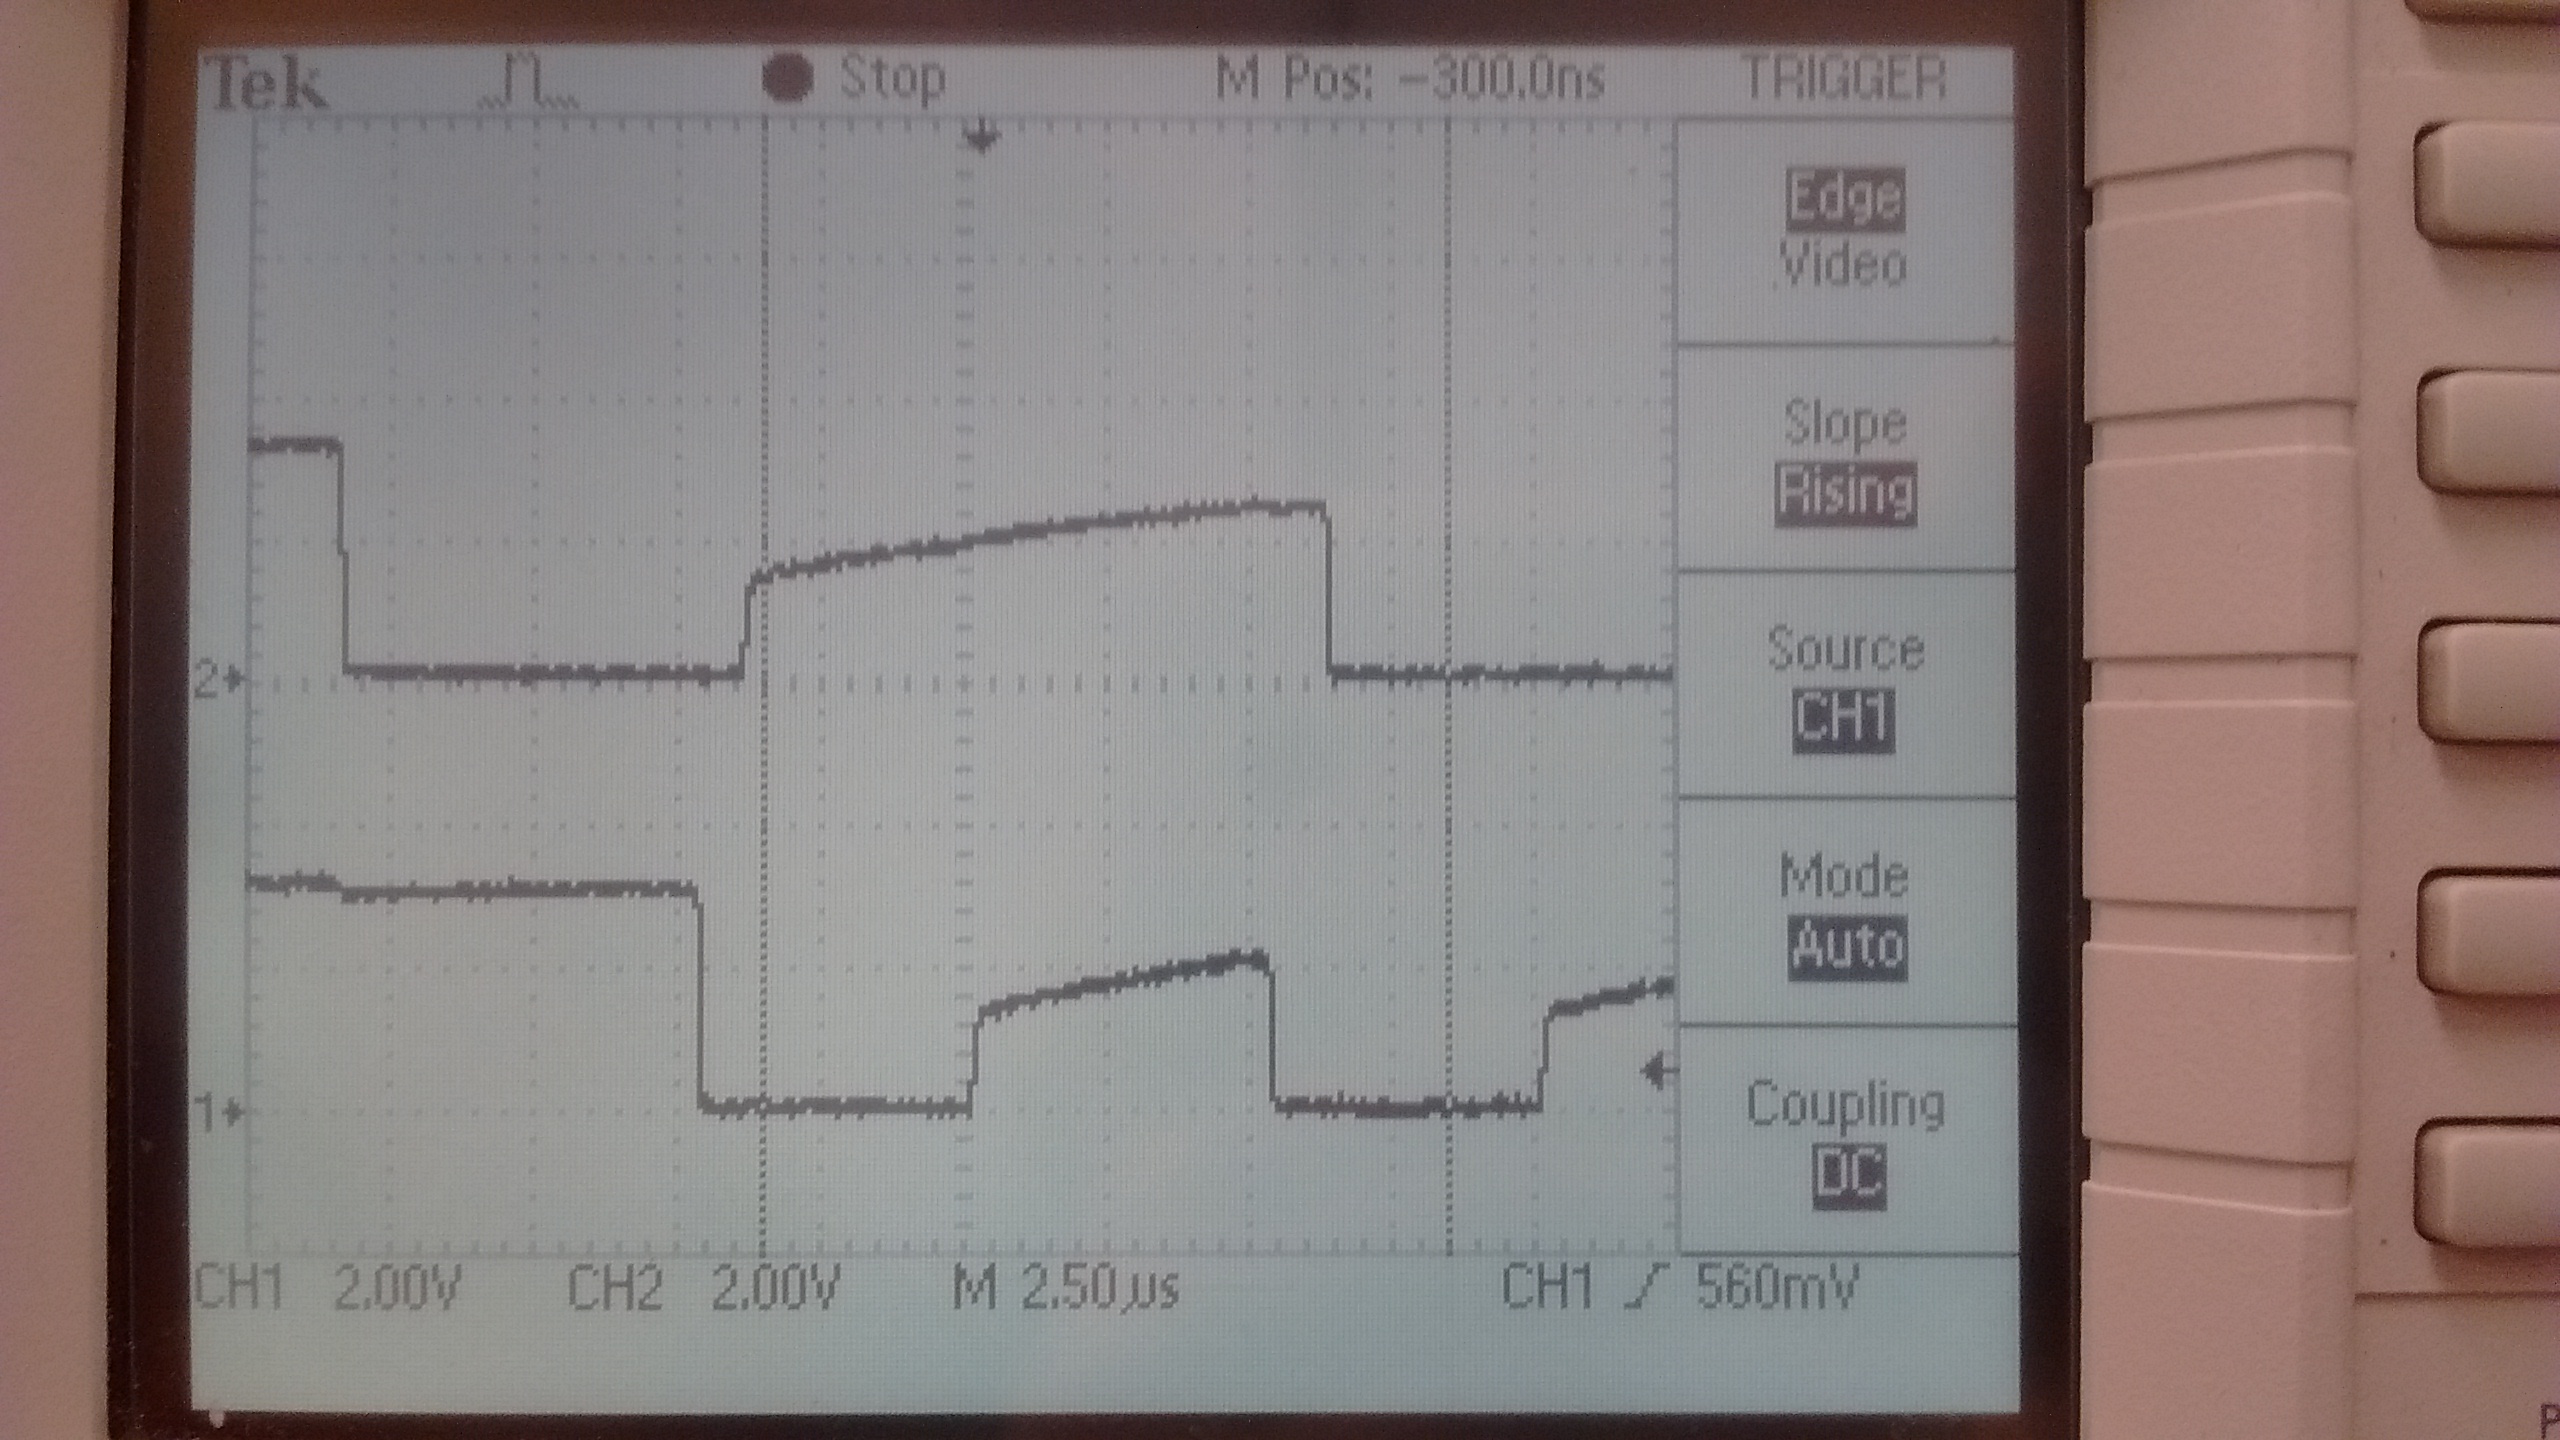 Tek Stop M Pos: -300.0ns TRIGGER
Edge
Video
Slope
Rising
Source
CH1
Mode
Auto
Coupling
DC
2
1
CH1 2.00V CH2 2.00V M 2.50µs CH1 560mV
P